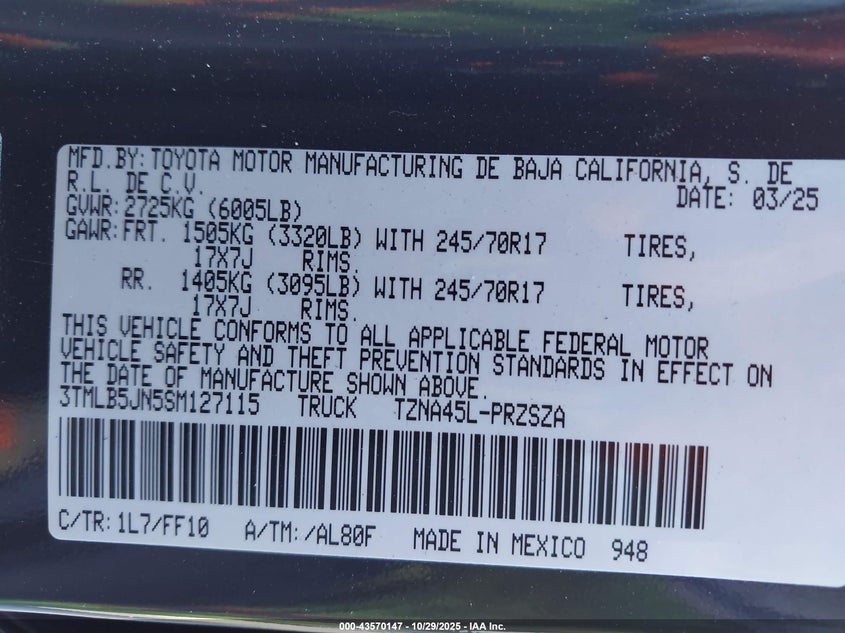 MFD.BY: TOYOTA MOTOR MANUFACTURING DE BAJA CALIFORNIA, S. DE
R.L. DE C.V. DATE: 03/25
GVWR: 2725KG (6005LB)
GAWR: FRT. 1505KG (3320LB) WITH 245/70R17 TIRES,
17X7J RIMS.
RR. 1405KG (3095LB) WITH 245/70R17 TIRES,
17X7J RIMS.
THIS VEHICLE CONFORMS TO ALL APPLICABLE FEDERAL MOTOR
VEHICLE SAFETY AND THEFT PREVENTION STANDARDS IN EFFECT ON
THE DATE OF MANUFACTURE SHOWN ABOVE.
3TMLB5JN5SM127115 TRUCK TZNA45L-PRZSZA
C/TR: 1L7/FF10 A/TM: /AL80F MADE IN MEXICO 948
000-43570147 - 10/29/2025 - IAA Inc.